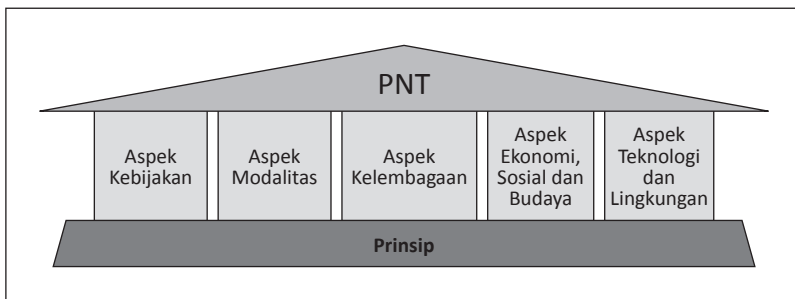 PNT
Aspek
Kebijakan
Aspek
Modalitas
Aspek
Kelembagaan
Aspek
Ekonomi,
Sosial dan
Budaya
Aspek
Teknologi
dan
Lingkungan
Prinsip